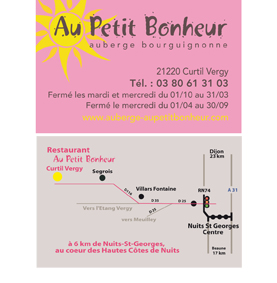 Au Petit Bonheur
auberge bourguignonne
21220 Curtil Vergy
Tél. : 03 80 61 31 03
Fermé les mardi et mercredi du 01/10 au 31/03
Fermé le mercredi du 01/04 au 30/09
www.auberge-aupetitbonheur.com
Restaurant
Au Petit Bonheur
Curtil Vergy
Segrois
Dijon
23 km
Villars Fontaine
RN74
A 31
D 35
D 35
Vers l'Etang Vergy
D 25
vers Meuilley
Nuits St Georges
Centre
à 6 km de Nuits-St-Georges,
au coeur des Hautes Côtes de Nuits
Beaune
17 km